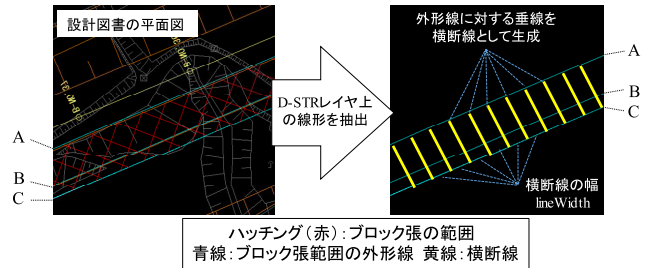 設計図書の平面図
B-NO. 3
B-NO. 37
A
B
C
D-STRレイヤ上
の線形を抽出
外形線に対する垂線を
横断線として生成
A
B
C
横断線の幅
lineWidth
ハッチング（赤）：ブロック張の範囲
青線：ブロック張範囲の外形線 黄線：横断線